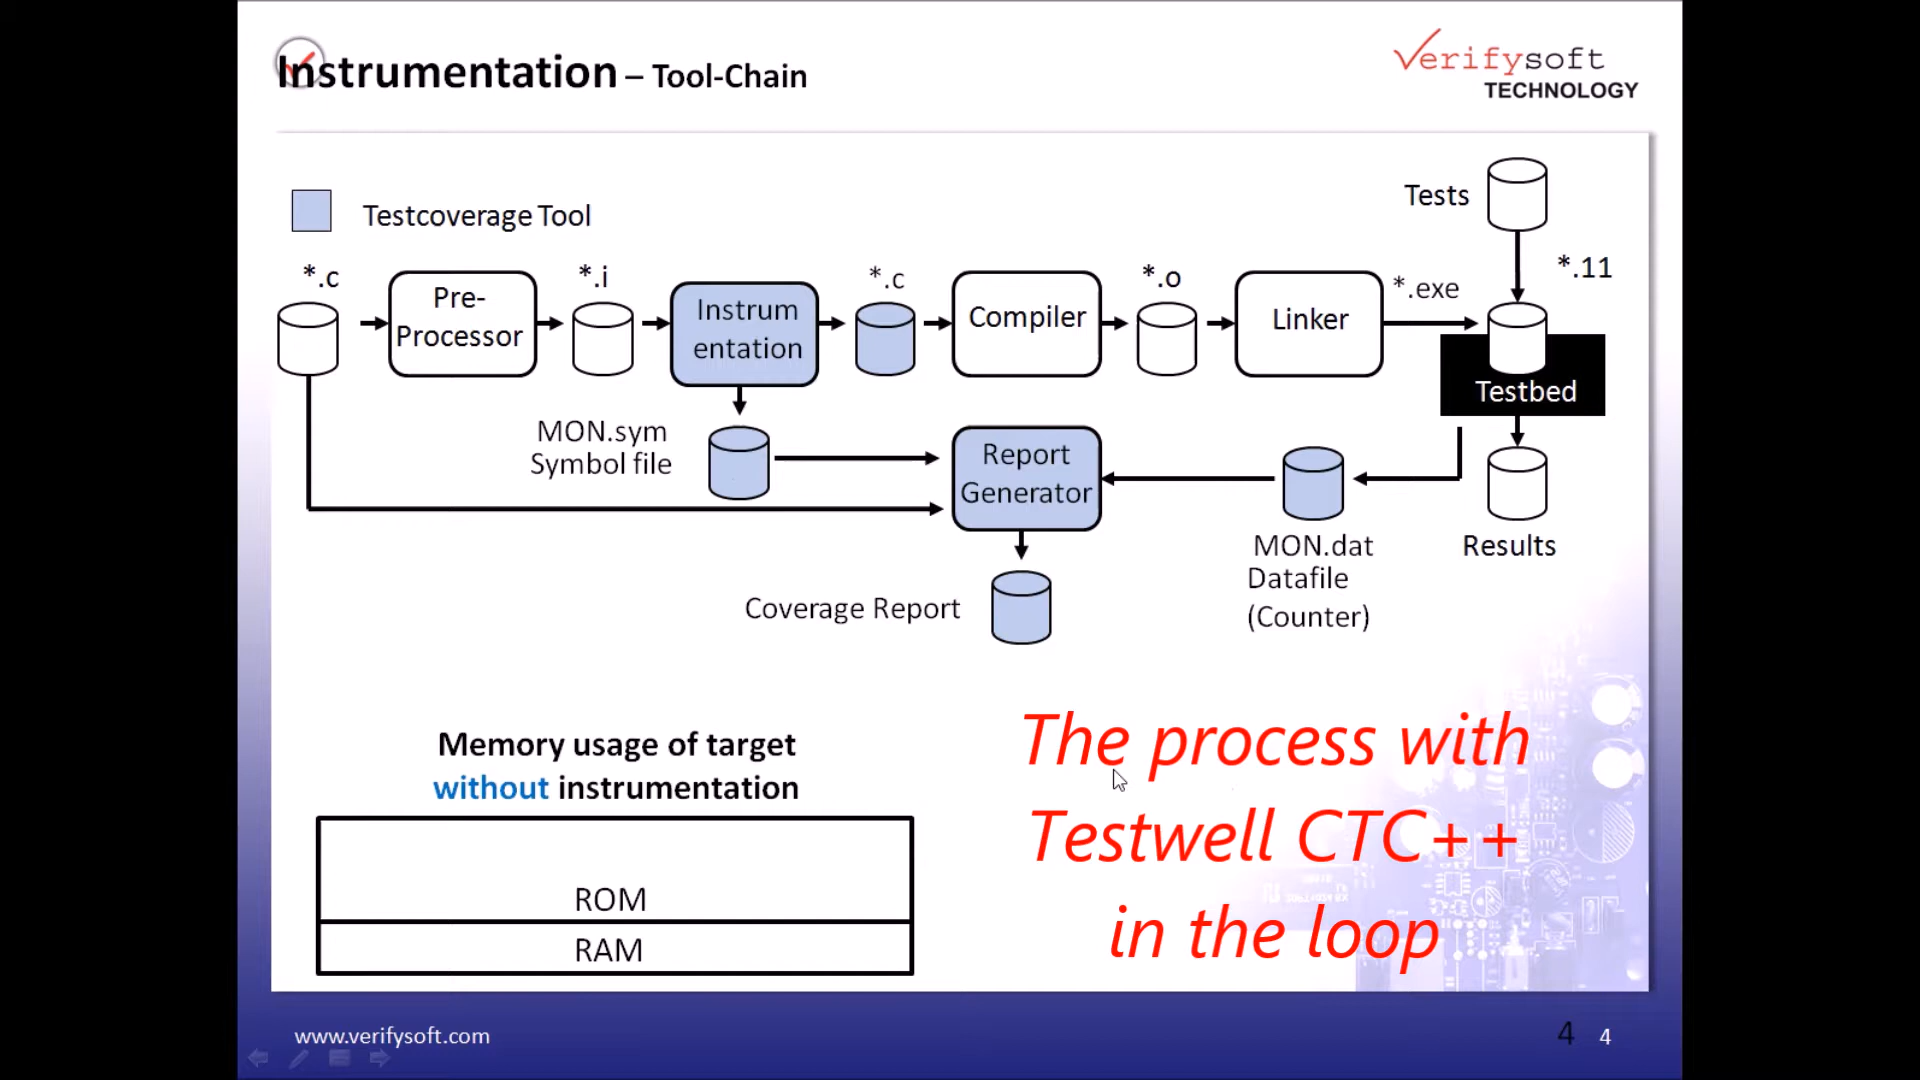 Instrumentation – Tool-Chain
Verifysoft
TECHNOLOGY
Tests
Testcoverage Tool
*.c
*.i
*.c
*.o
*.exe
*.11
Pre-
Processor
Instrum
entation
Compiler
Linker
Testbed
MON.sym
Symbol file
Report
Generator
MON.dat
Datafile
(Counter)
Results
Coverage Report
Memory usage of target
without instrumentation
ROM
RAM
The process with
Testwell CTC++
in the loop
www.verifysoft.com
4 4